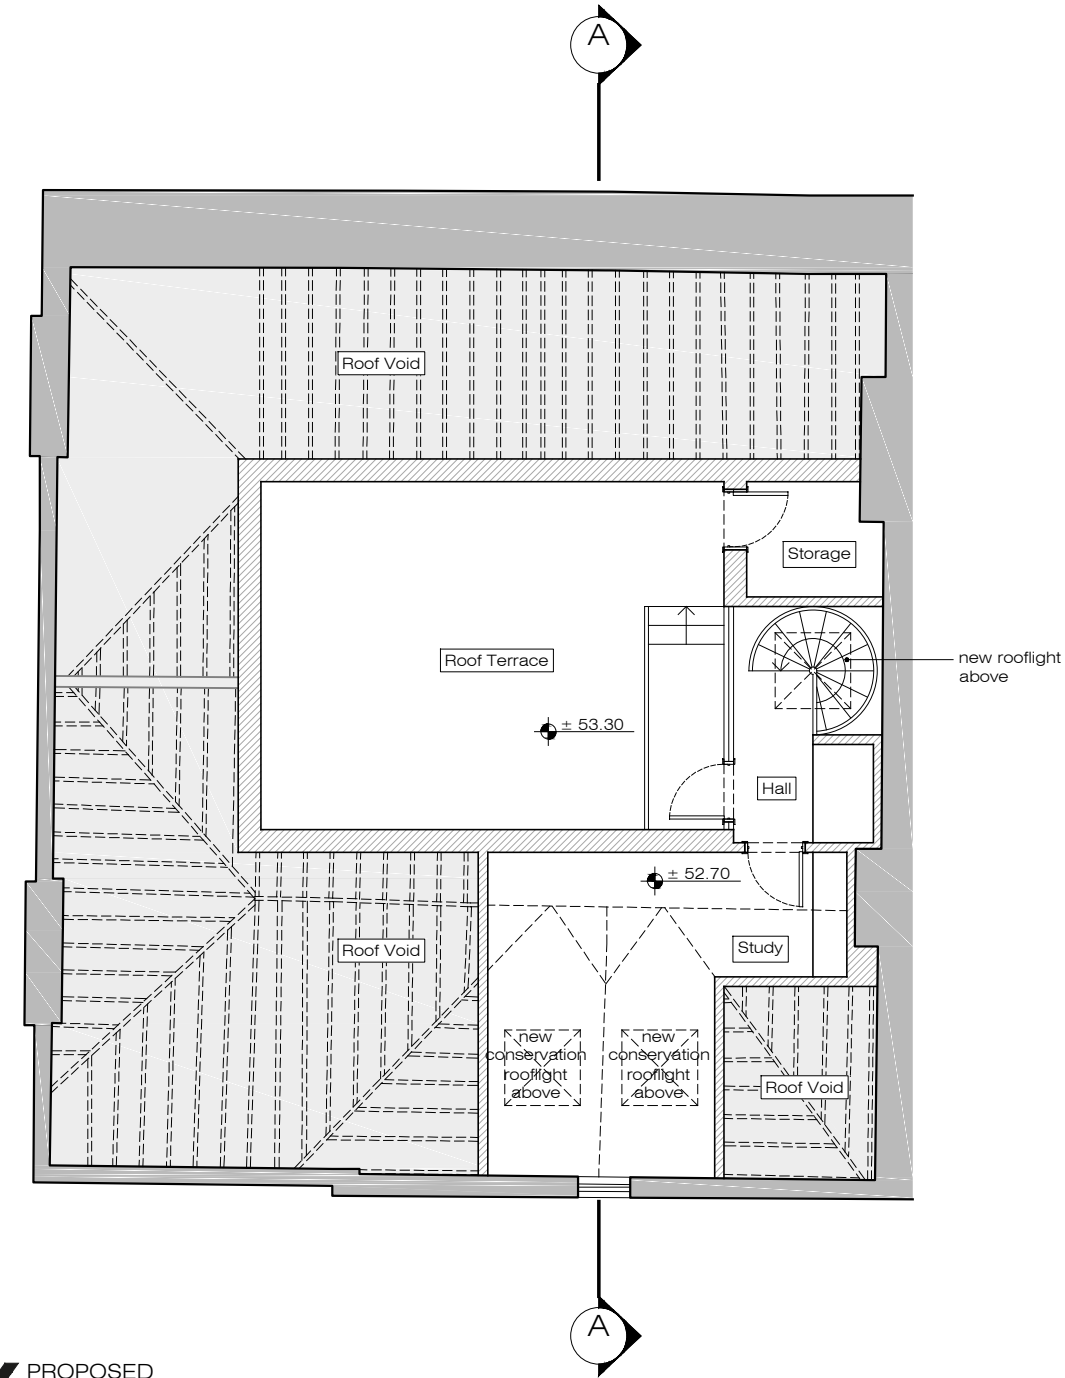 A
Roof Void
Storage
Roof Terrace
new rooflight
above
± 53.30
Hall
± 52.70
Roof Void
Study
new
conservation
rooflight
above
new
conservation
rooflight
above
Roof Void
A
PROPOSED